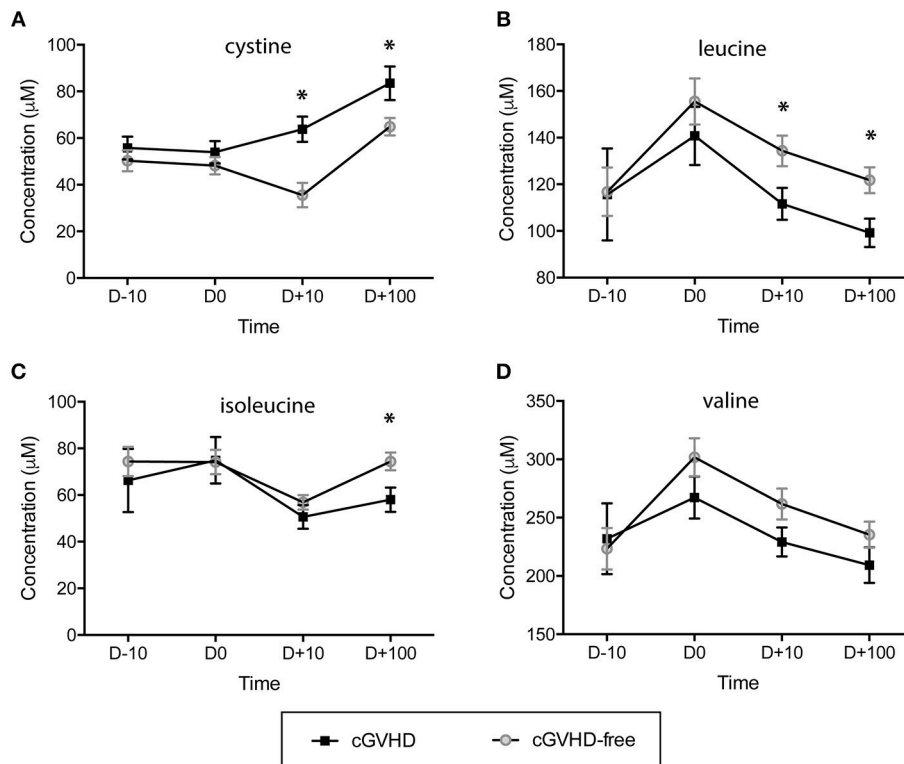 A
cystine
Concentration (μM)
100
80
60
40
20
0
*
*
D-10
D0
D+10
D+100
Time
B
leucine
Concentration (μM)
180
160
140
120
100
80
*
*
D-10
D0
D+10
D+100
Time
C
isoleucine
Concentration (μM)
100
80
60
40
20
0
*
D-10
D0
D+10
D+100
Time
D
valine
Concentration (μM)
350
300
250
200
150
D-10
D0
D+10
D+100
Time
cGVHD
cGVHD-free